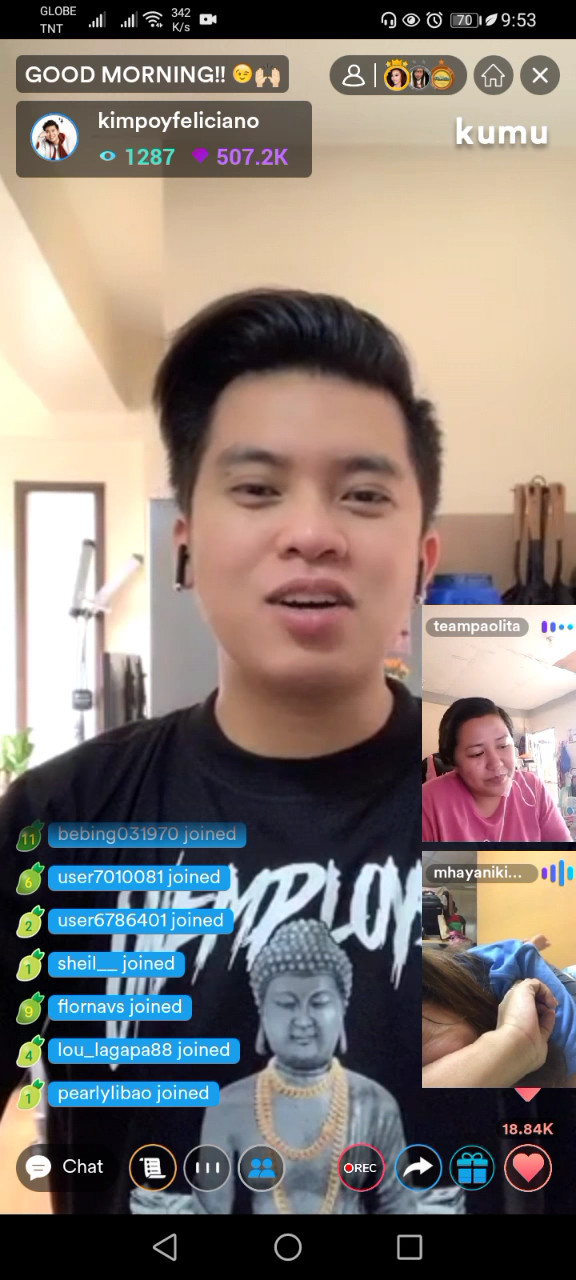 GLOBE
TNT
342
K/s
70
9:53
GOOD MORNING!! 😉🙌🏻
kimpoyfeliciano
1287 507.2K
kumu
teampaolita
11 bebing031970 joined
mhayaniki...
6 user7010081 joined
2 user6786401 joined
1 sheil__ joined
9 flornavs joined
4 lou_lagapa88 joined
1 pearlylibao joined
18.84K
Chat
REC